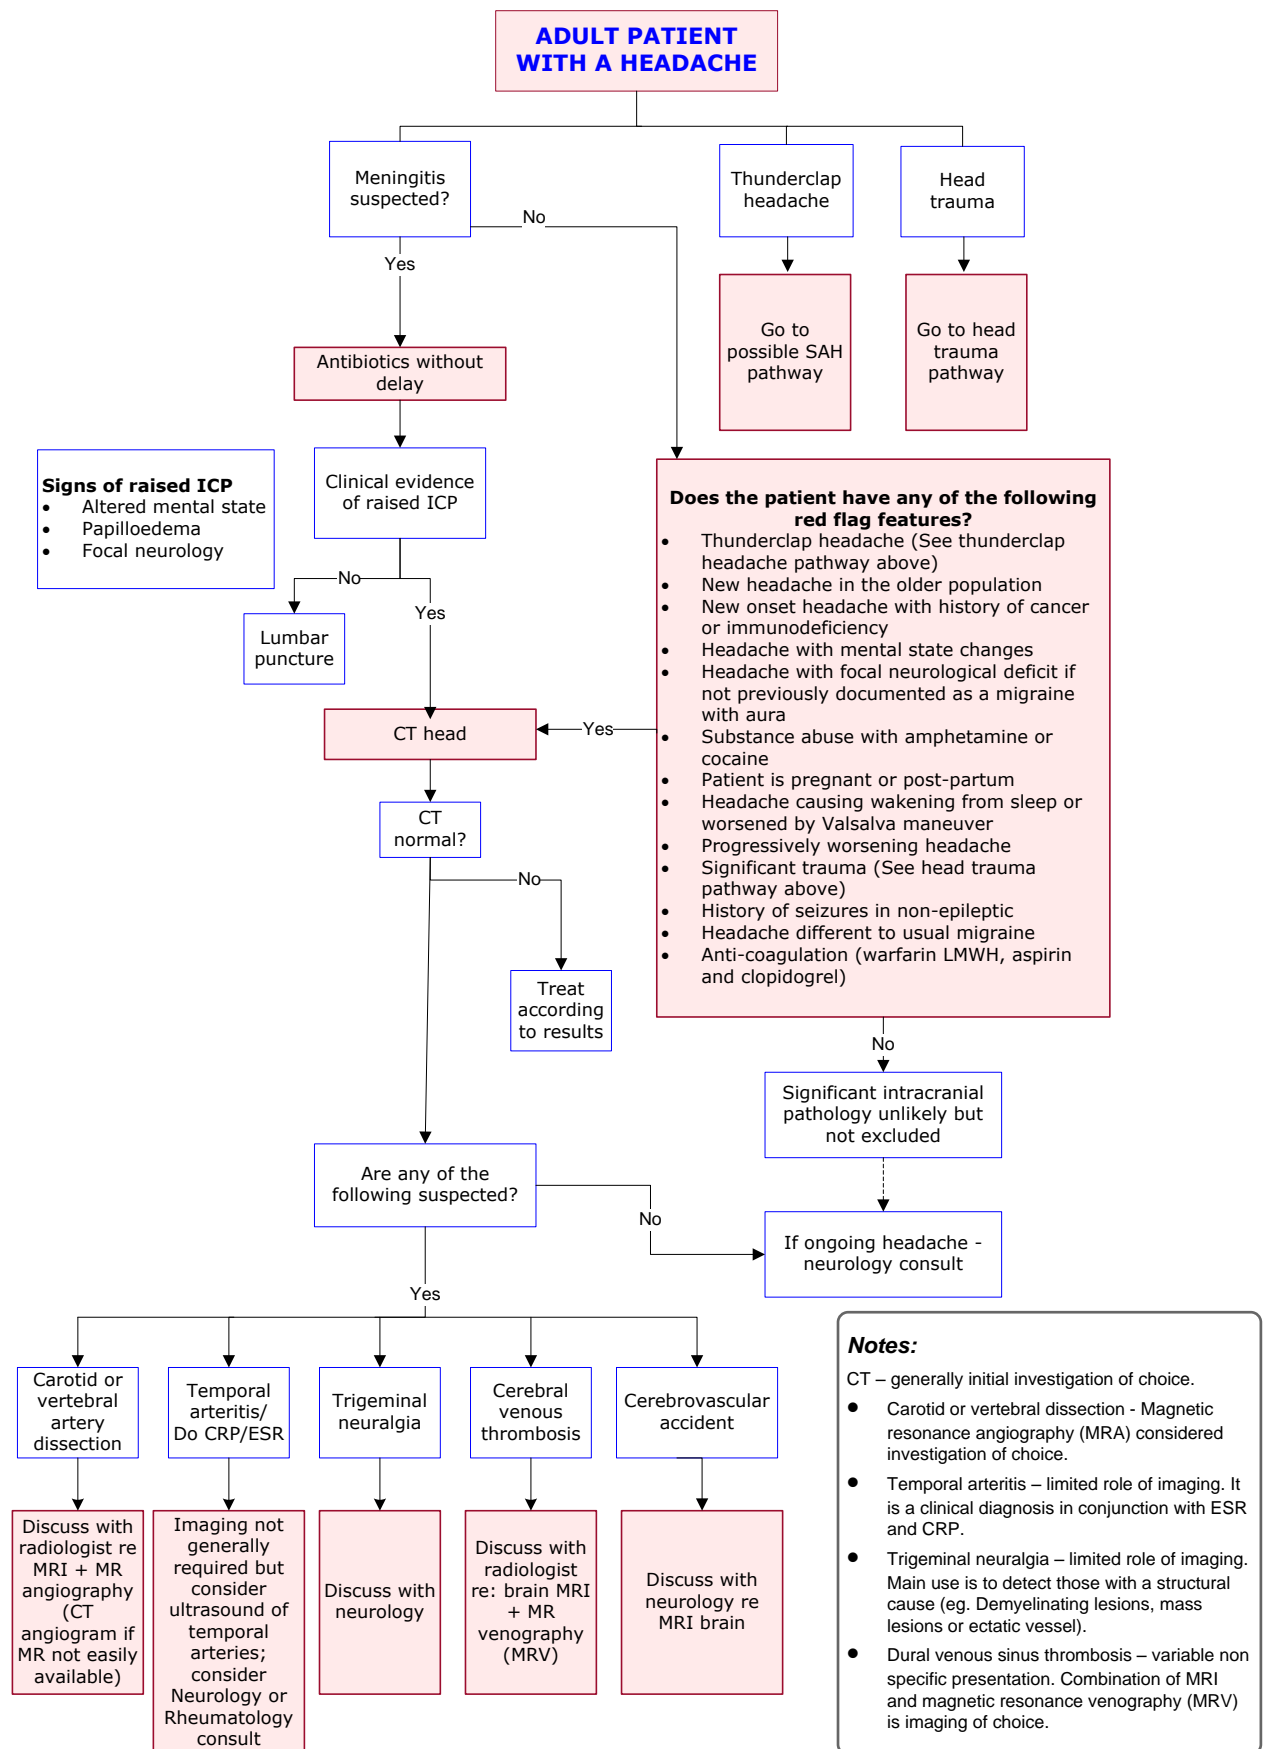 ADULT PATIENT
WITH A HEADACHE
Meningitis
suspected?
Thunderclap
headache
Head
trauma
No
Yes
Go to
possible SAH
pathway
Go to head
trauma
pathway
Antibiotics without
delay
Signs of raised ICP
• Altered mental state
• Papilloedema
• Focal neurology
Clinical evidence
of raised ICP
No
Yes
Lumbar
puncture
Does the patient have any of the following
red flag features?
• Thunderclap headache (See thunderclap
headache pathway above)
• New headache in the older population
• New onset headache with history of cancer
or immunodeficiency
• Headache with mental state changes
• Headache with focal neurological deficit if
not previously documented as a migraine
with aura
• Substance abuse with amphetamine or
cocaine
• Patient is pregnant or post-partum
• Headache causing wakening from sleep or
worsened by Valsalva maneuver
• Progressively worsening headache
• Significant trauma (See head trauma
pathway above)
• History of seizures in non-epileptic
• Headache different to usual migraine
• Anti-coagulation (warfarin LMWH, aspirin
and clopidogrel)
Yes
CT head
CT
normal?
No
Treat
according
to results
No
Significant intracranial
pathology unlikely but
not excluded
Are any of the
following suspected?
No
If ongoing headache -
neurology consult
Yes
Carotid or
vertebral
artery
dissection
Temporal
arteritis/
Do CRP/ESR
Trigeminal
neuralgia
Cerebral
venous
thrombosis
Cerebrovascular
accident
Discuss with
radiologist re
MRI + MR
angiography
(CT
angiogram if
MR not easily
available)
Imaging not
generally
required but
consider
ultrasound of
temporal
arteries;
consider
Neurology or
Rheumatology
consult
Discuss with
neurology
Discuss with
radiologist
re: brain MRI
+ MR
venography
(MRV)
Discuss with
neurology re
MRI brain
Notes:
CT – generally initial investigation of choice.
• Carotid or vertebral dissection - Magnetic
resonance angiography (MRA) considered
investigation of choice.
• Temporal arteritis – limited role of imaging. It
is a clinical diagnosis in conjunction with ESR
and CRP.
• Trigeminal neuralgia – limited role of imaging.
Main use is to detect those with a structural
cause (eg. Demyelinating lesions, mass
lesions or ectatic vessel).
• Dural venous sinus thrombosis – variable non
specific presentation. Combination of MRI
and magnetic resonance venography (MRV)
is imaging of choice.